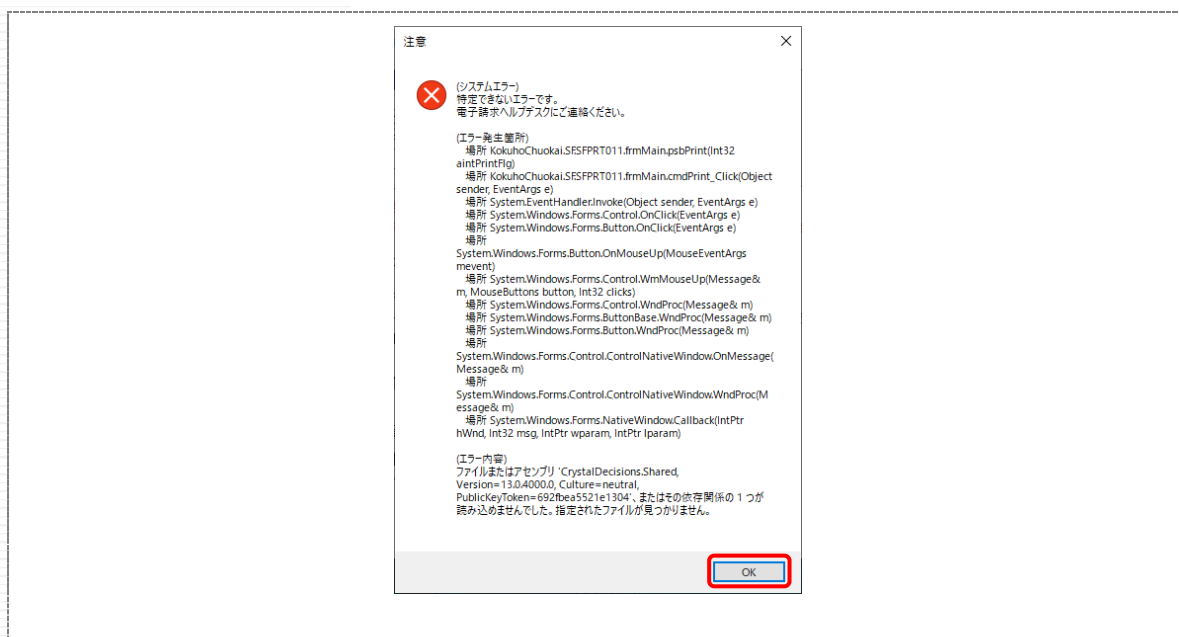 注意
(システムエラー)
特定できないエラーです。
電子請求ヘルプデスクにご連絡ください。
(エラー発生箇所)
場所 KokuhoChuokai.SF.SFPRT011.frmMain.psbPrint(Int32
aintPrintFlg)
場所 KokuhoChuokai.SF.SFPRT011.frmMain.cmdPrint_Click(Object
sender, EventArgs e)
場所 System.EventHandler.Invoke(Object sender, EventArgs e)
場所 System.Windows.Forms.Control.OnClick(EventArgs e)
場所 System.Windows.Forms.Button.OnClick(EventArgs e)
場所
System.Windows.Forms.Button.OnMouseUp(MouseEventArgs
mevent)
場所 System.Windows.Forms.Control.WmMouseUp(Message&
m, MouseButtons button, Int32 clicks)
場所 System.Windows.Forms.Control.WndProc(Message& m)
場所 System.Windows.Forms.ButtonBase.WndProc(Message& m)
場所 System.Windows.Forms.Button.WndProc(Message& m)
場所
System.Windows.Forms.Control.ControlNativeWindow.OnMessage(
Message& m)
場所
System.Windows.Forms.Control.ControlNativeWindow.WndProc(M
essage& m)
場所 System.Windows.Forms.NativeWindow.Callback(IntPtr
hWnd, Int32 msg, IntPtr wparam, IntPtr lparam)
(エラー内容)
ファイルまたはアセンブリ 'CrystalDecisions.Shared,
Version=13.0.4000.0, Culture=neutral,
PublicKeyToken=692fbea5521e1304'、またはその依存関係の 1 つが
読み込めませんでした。指定されたファイルが見つかりません。
OK